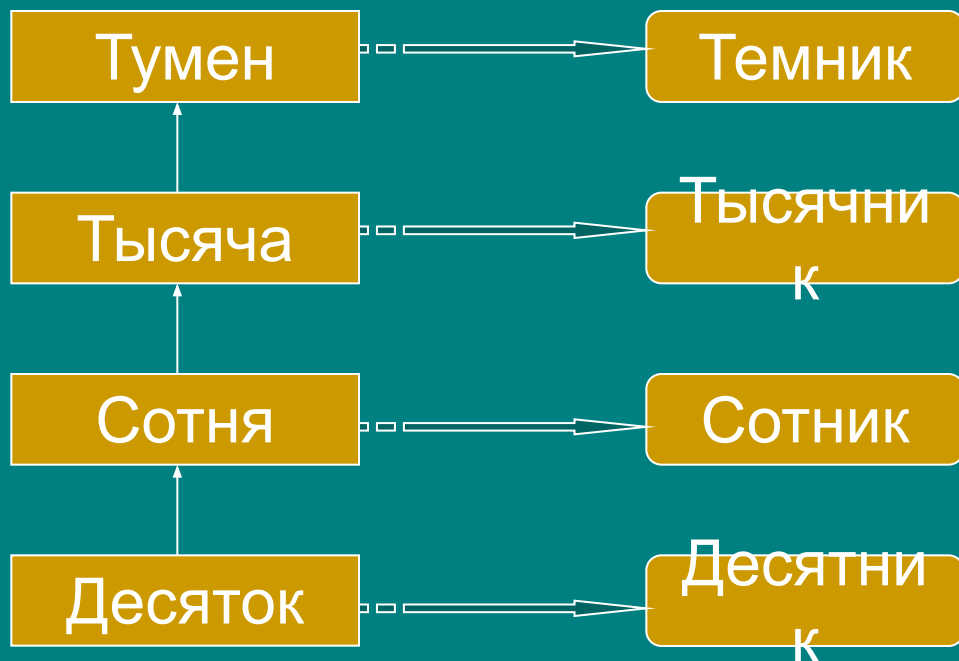 Тумен
Темник
Тысяча
Тысячни
к
Сотня
Сотник
Десяток
Десятни
к